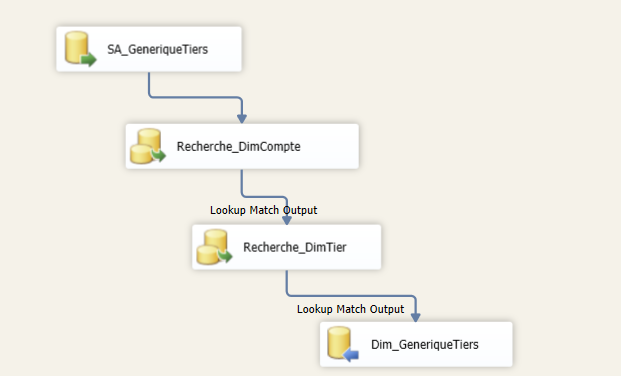 SA_GeneriqueTiers
Recherche_DimCompte
Lookup Match Output
Recherche_DimTier
Lookup Match Output
Dim_GeneriqueTiers